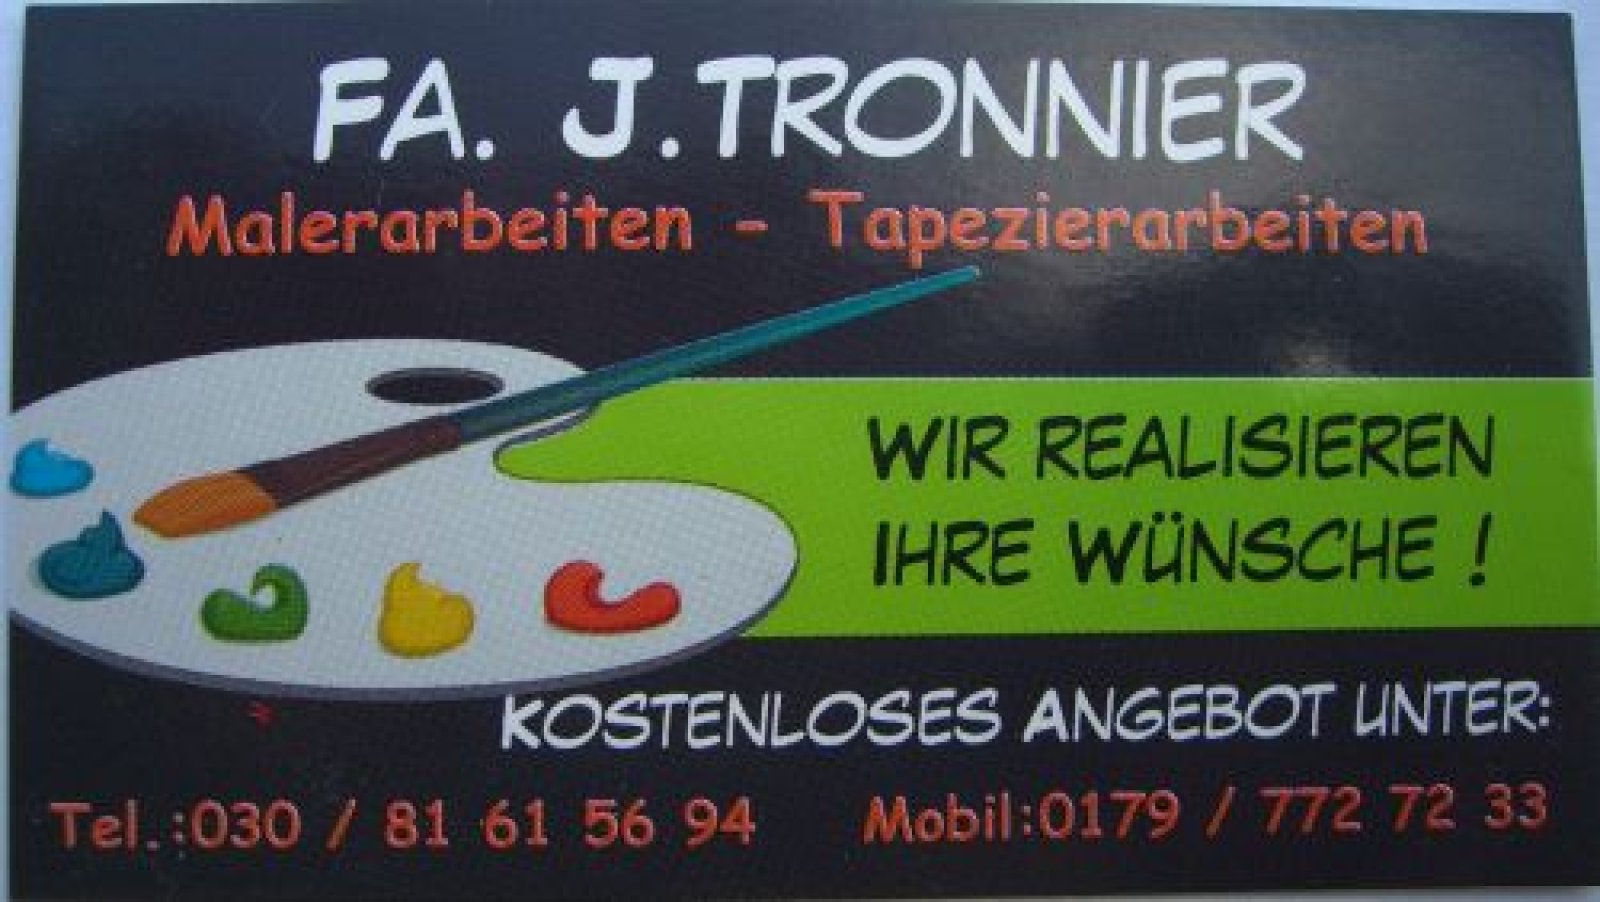 FA. J. TRONNIER
Malerarbeiten - Tapezierarbeiten
WIR REALISIEREN
IHRE WÜNSCHE !
KOSTENLOSES ANGEBOT UNTER:
Tel.:030 / 81 61 56 94 Mobil:0179 / 772 72 33